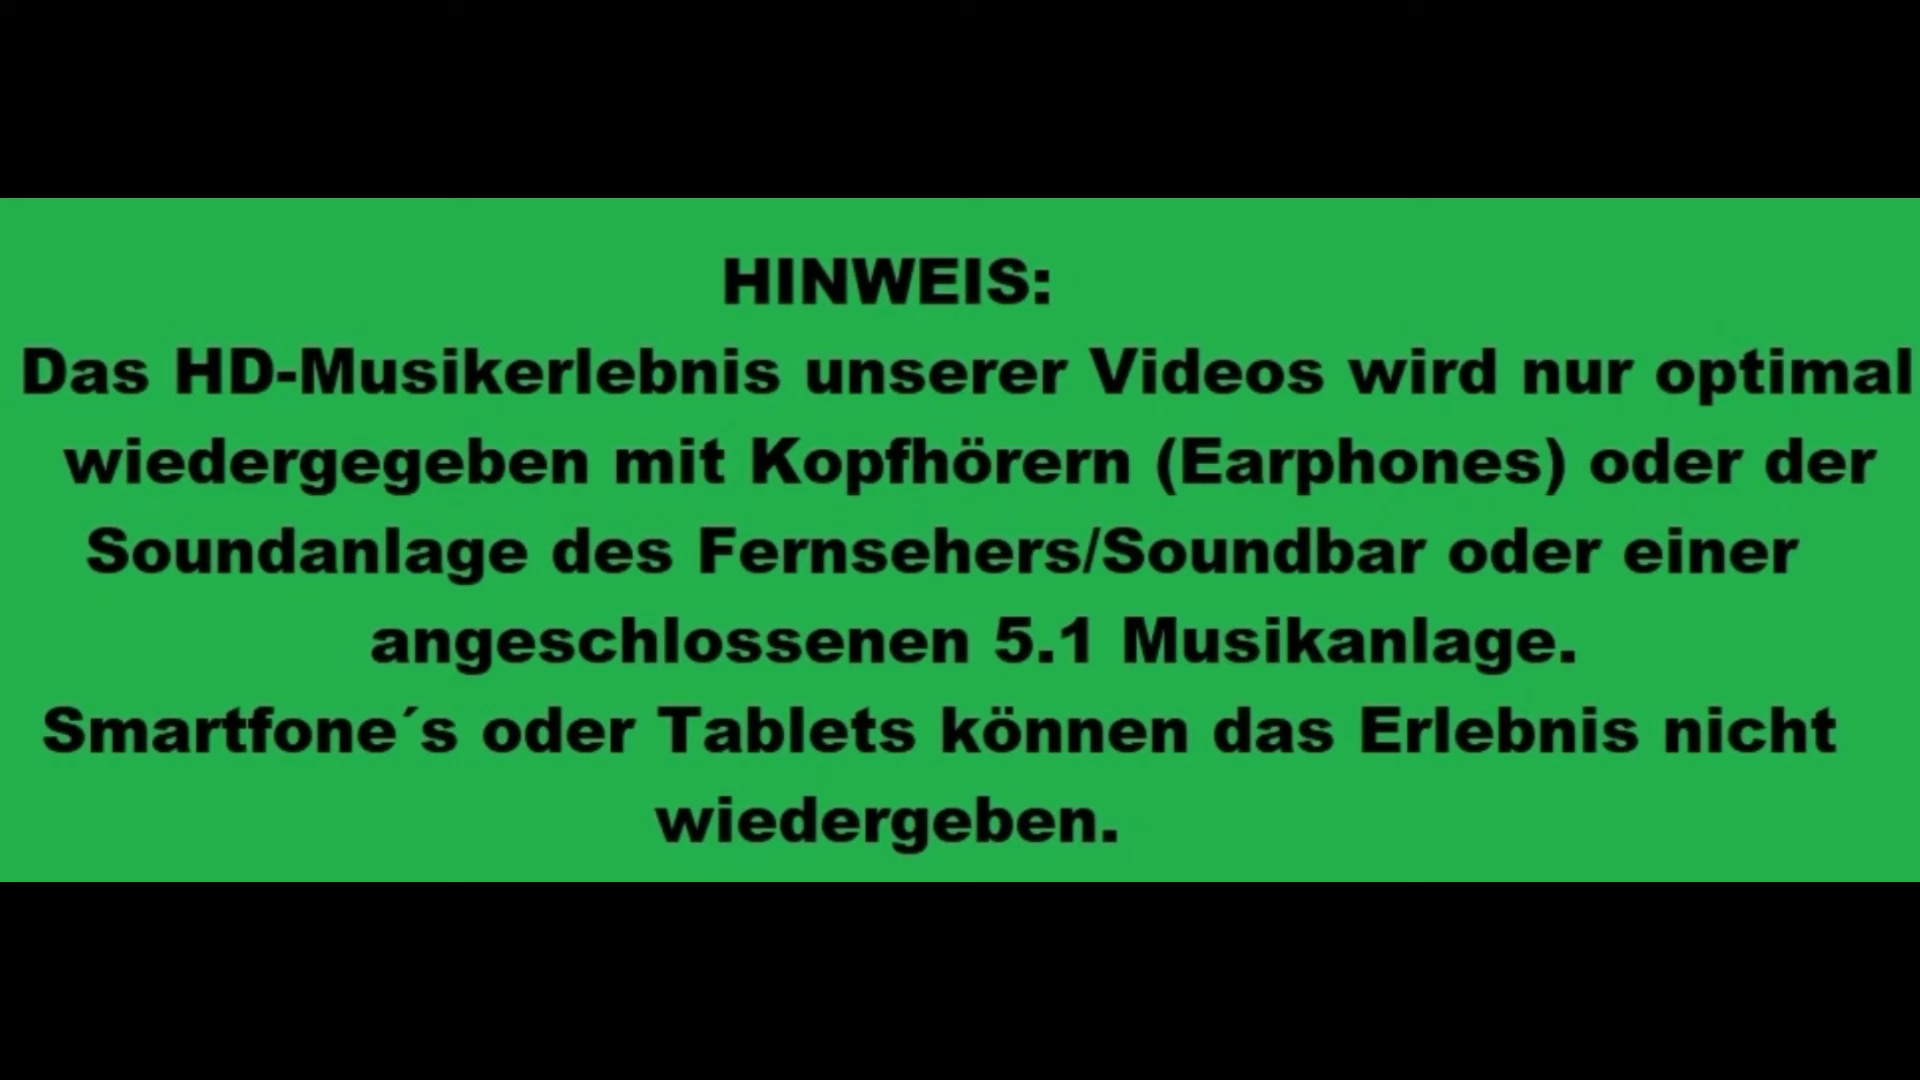 HINWEIS:
Das HD-Musikerlebnis unserer Videos wird nur optimal
wiedergegeben mit Kopfhörern (Earphones) oder der
Soundanlage des Fernsehers/Soundbar oder einer
angeschlossenen 5.1 Musikanlage.
Smartfone´s oder Tablets können das Erlebnis nicht
wiedergeben.